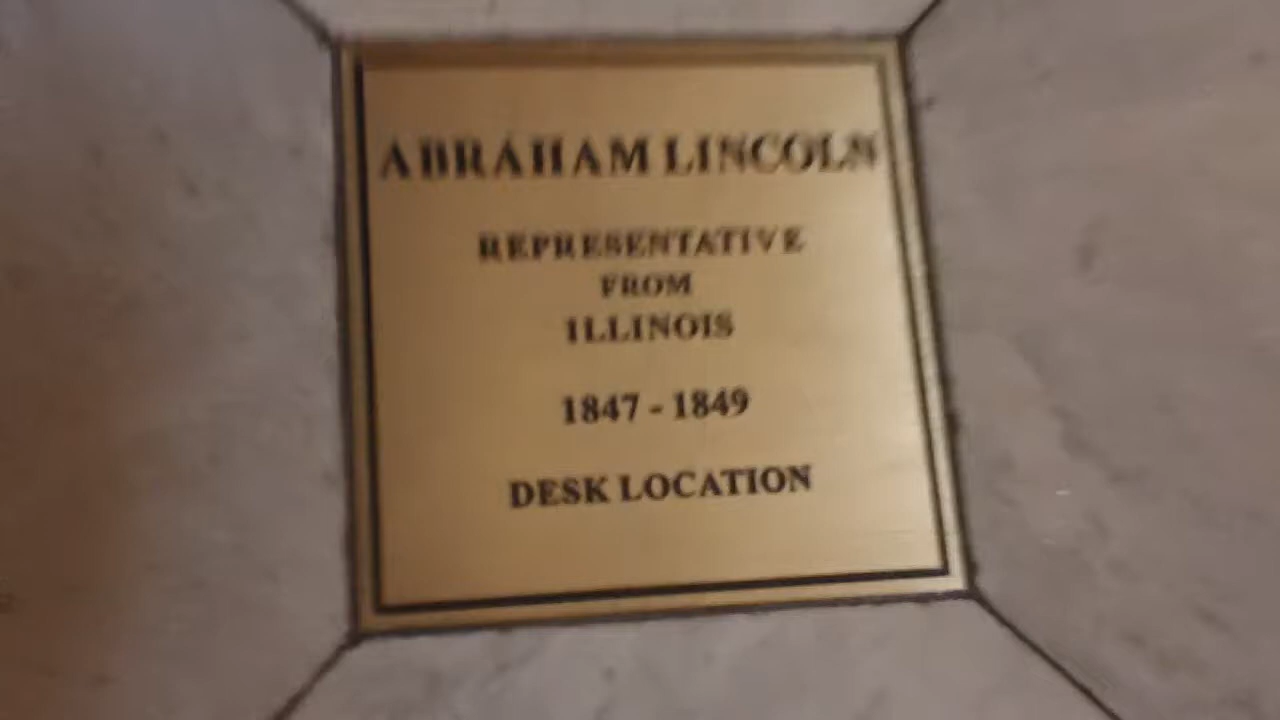 ABRAHAM LINCOLN
REPRESENTATIVE
FROM
ILLINOIS
1847 - 1849
DESK LOCATION